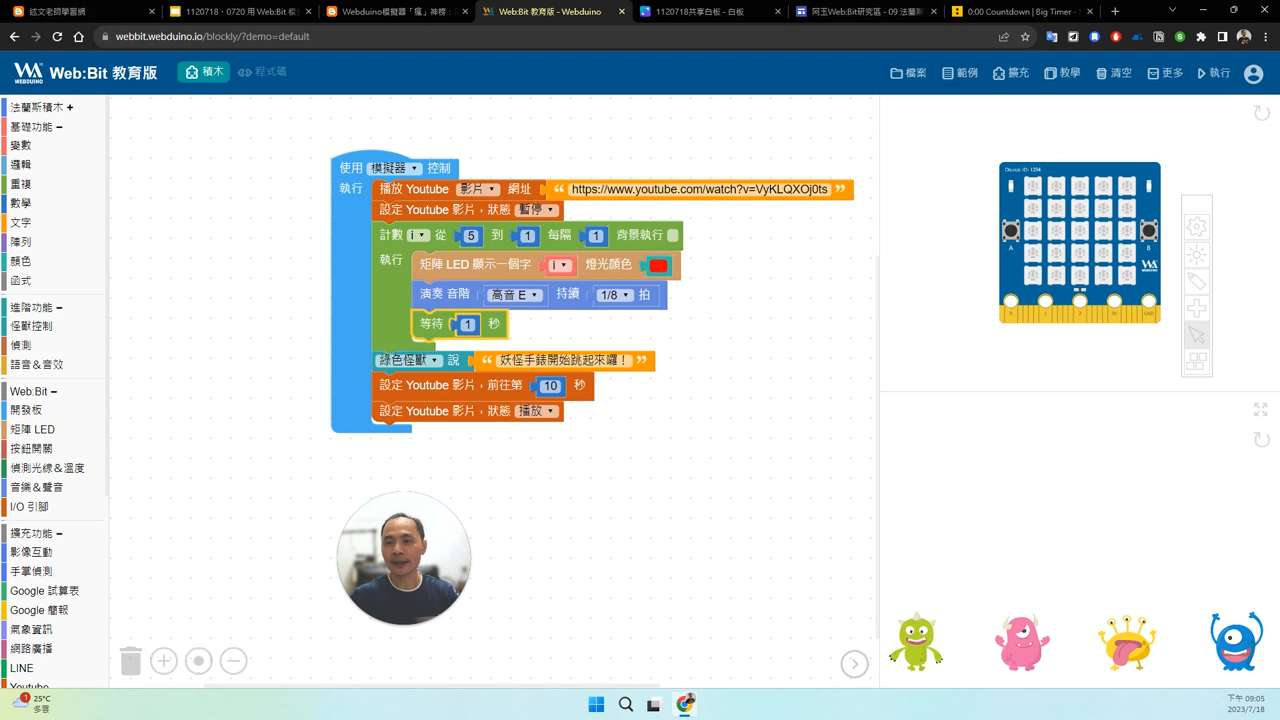 述文老師學習網
1120718 - 0720 用 Web:Bit 模
Webduino模擬器「瘋」神榜：
Web:Bit 教育版 - Webduino
1120718共享白板 - 白板
阿玉Web:Bit研究區 - 09 法蘭斯
0:00 Countdown | Big Timer -
webbit.webduino.io/blockly/?demo=default
WEBDUINO
Web:Bit 教育版
積木
程式碼
檔案
範例
擴充
教學
清空
更多
執行
法蘭斯積木
基礎功能
變數
邏輯
重複
數學
文字
陣列
顏色
函式
進階功能
怪獸控制
偵測
語音＆音效
Web:Bit
開發板
矩陣 LED
按鈕開關
偵測光線＆溫度
音樂＆聲音
I/O 引腳
擴充功能
影像互動
手掌偵測
Google 試算表
Google 簡報
氣象資訊
網路廣播
LINE
Youtube
使用 模擬器 控制
執行
播放 Youtube 影片 網址 “ https://www.youtube.com/watch?v=VyKLQXOj0ts ”
設定 Youtube 影片，狀態 暫停
計數 i 從 5 到 1 每隔 1 背景執行
執行
矩陣 LED 顯示一個字 i 燈光顏色
演奏 音階 高音 E 持續 1/8 拍
等待 1 秒
綠色怪獸 說 “ 妖怪手錶開始跳起來囉！ ”
設定 Youtube 影片，前往第 10 秒
設定 Youtube 影片，狀態 播放
Device ID: 1234
A
B
25°C
多雲
1
下午 09:05
2023/7/18